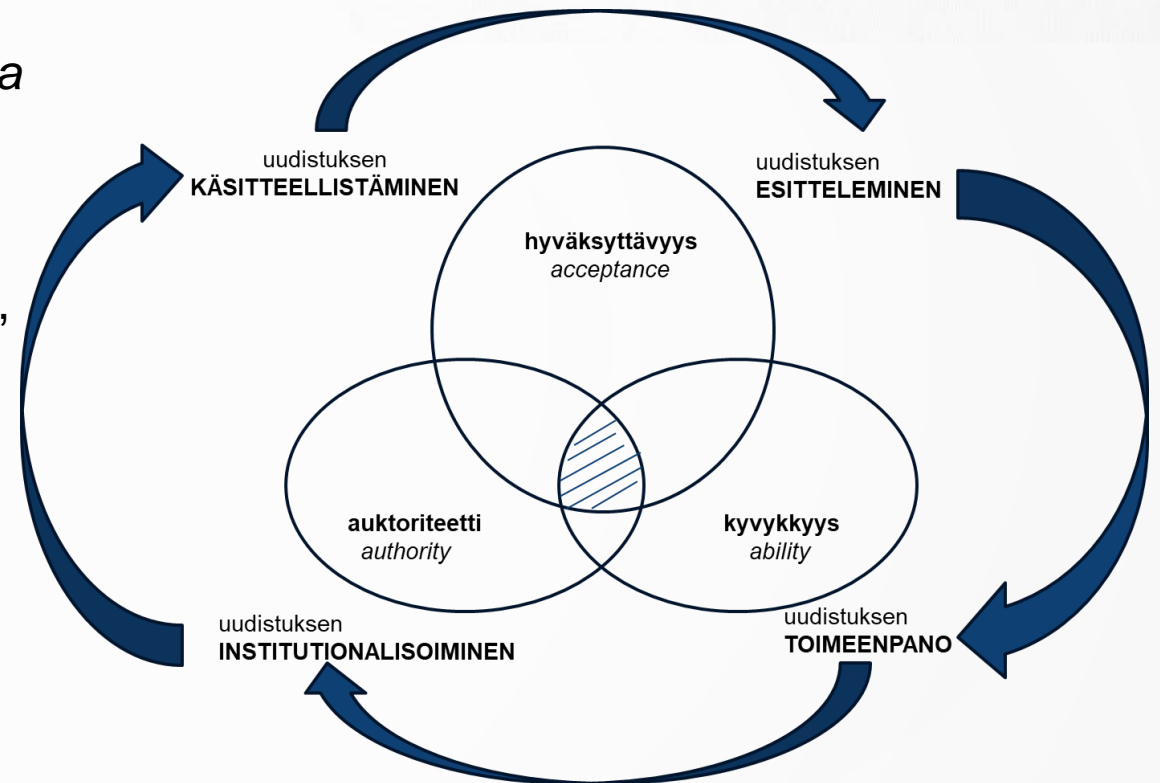 a
,
uudistuksen
KÄSITTEELLISTÄMINEN
uudistuksen
ESITTELEMINEN
hyväksyttävyys
acceptance
auktoriteetti
authority
kyvykkyys
ability
uudistuksen
INSTITUTIONALISOIMINEN
uudistuksen
TOIMEENPANO